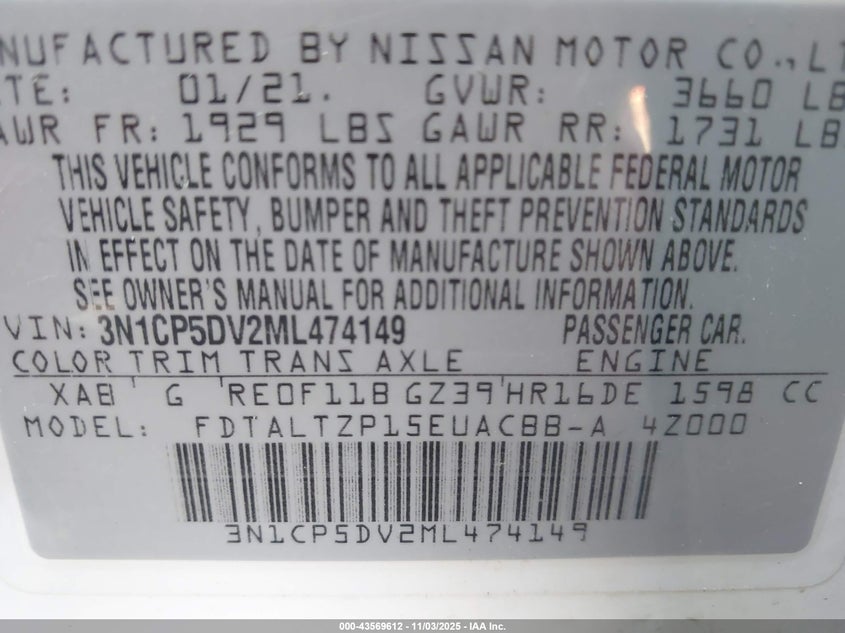 NUFACTURED BY NISSAN MOTOR CO., LT
TE: 01/21. GVWR: 3660 LB
AWR FR: 1929 LBS GAWR RR: 1731 LBS
THIS VEHICLE CONFORMS TO ALL APPLICABLE FEDERAL MOTOR
VEHICLE SAFETY, BUMPER AND THEFT PREVENTION STANDARDS
IN EFFECT ON THE DATE OF MANUFACTURE SHOWN ABOVE.
SEE OWNER'S MANUAL FOR ADDITIONAL INFORMATION.
VIN: 3N1CP5DV2ML474149 PASSENGER CAR.
COLOR TRIM TRANS AXLE ENGINE
XAB G RE0F11B GZ39 HR16DE 1598 CC
MODEL: FDTALTZP15EUACBB-A 4Z000
3N1CP5DV2ML474149
000-43569612 - 11/03/2025 - IAA Inc.